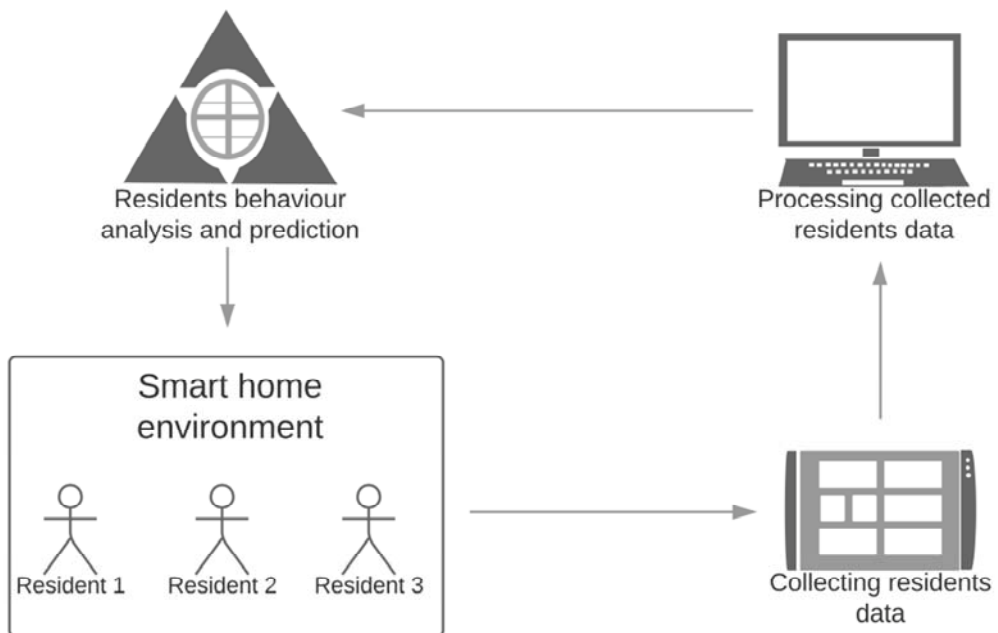 Residents behaviour
analysis and prediction
Processing collected
residents data
Smart home
environment
Resident 1
Resident 2
Resident 3
Collecting residents
data